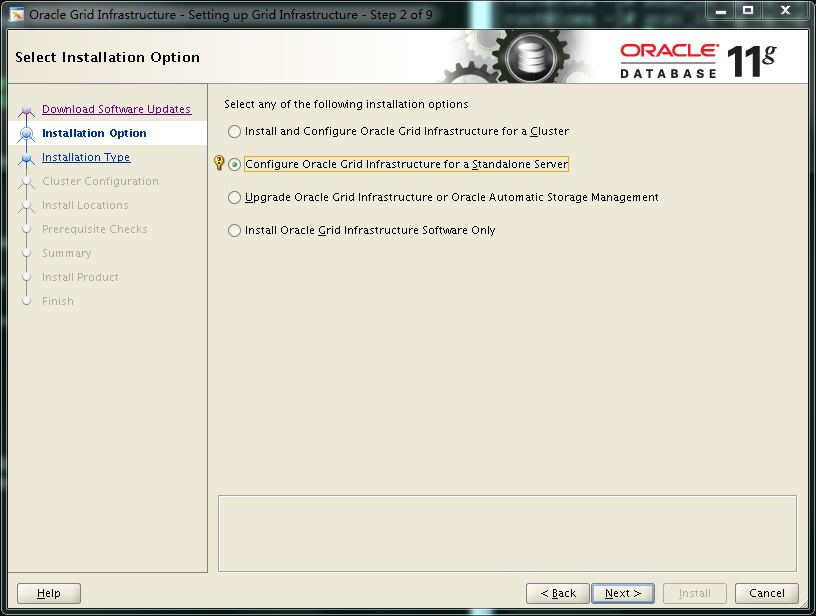 Oracle Grid Infrastructure - Setting up Grid Infrastructure - Step 2 of 9
Select Installation Option
ORACLE
DATABASE
11g
Download Software Updates
Installation Option
Installation Type
Cluster Configuration
Install Locations
Prerequisite Checks
Summary
Install Product
Finish
Select any of the following installation options
Install and Configure Oracle Grid Infrastructure for a Cluster
Configure Oracle Grid Infrastructure for a Standalone Server
Upgrade Oracle Grid Infrastructure or Oracle Automatic Storage Management
Install Oracle Grid Infrastructure Software Only
Help
< Back
Next >
Install
Cancel